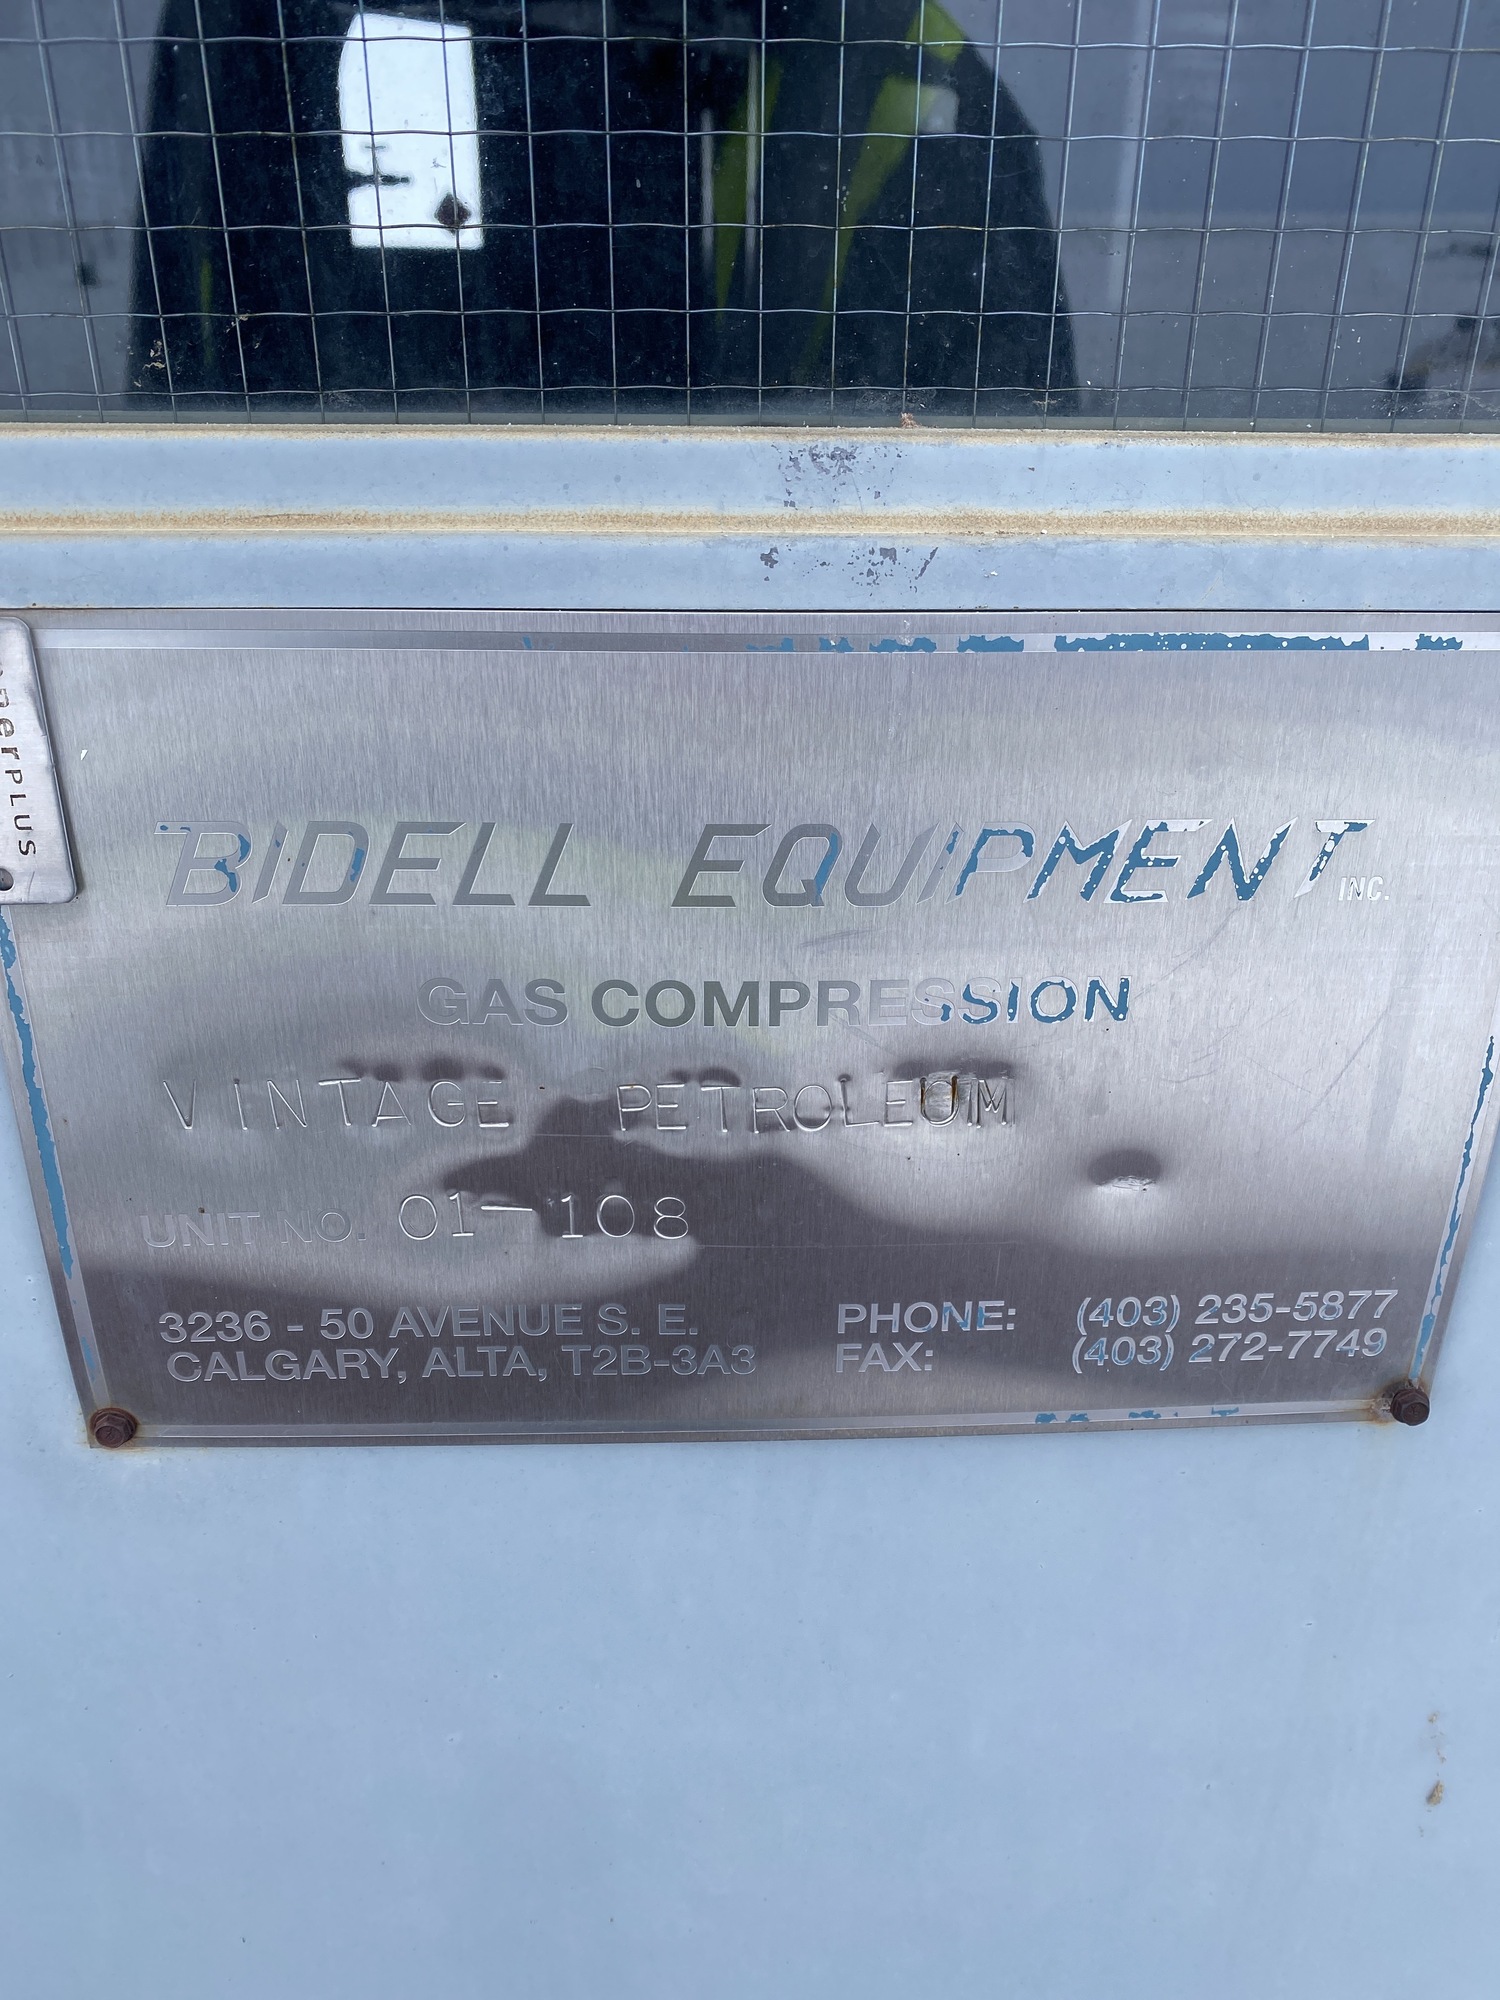 nerPLUS
BIDELL EQUIPMENT INC.
GAS COMPRESSION
VINTAGE PETROLEUM
UNIT NO. 01-108
3236 - 50 AVENUE S. E.
CALGARY, ALTA, T2B-3A3
PHONE: (403) 235-5877
FAX: (403) 272-7749